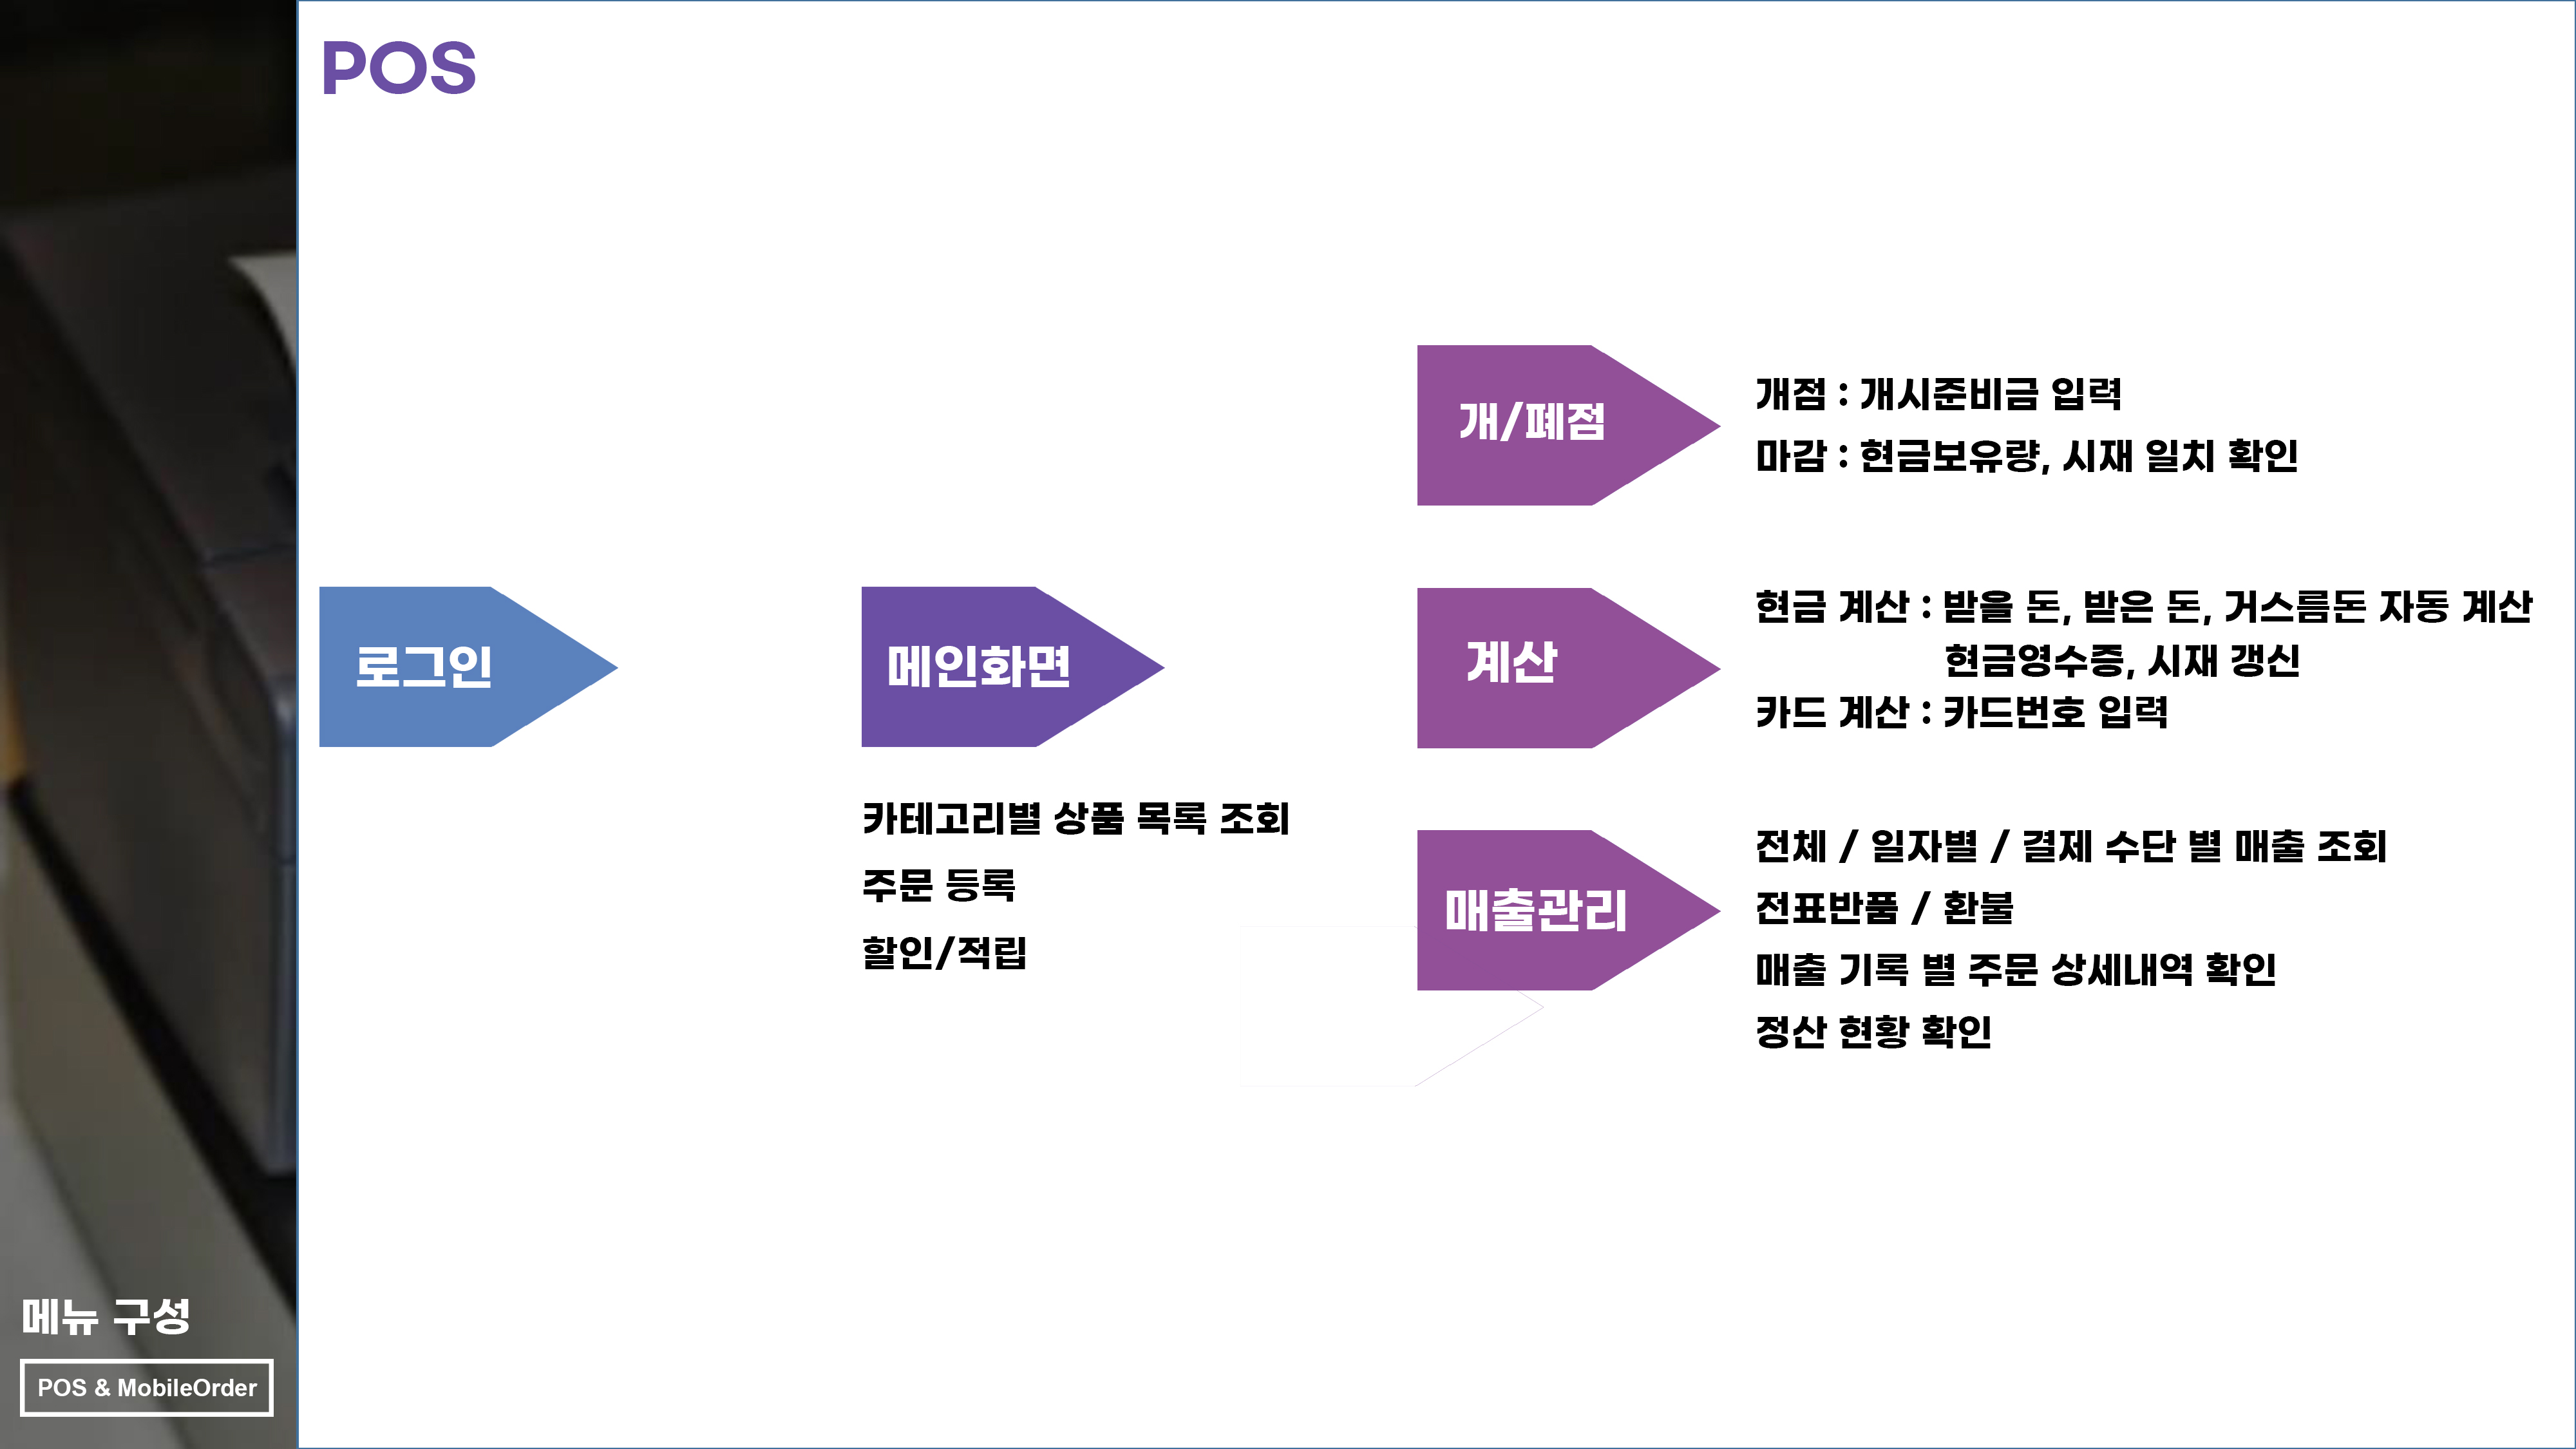 POS
로그인
메인화면
카테고리별 상품 목록 조회
주문 등록
할인/적립
개/폐점
개점 : 개시준비금 입력
마감 : 현금보유량, 시재 일치 확인
계산
현금 계산 : 받을 돈, 받은 돈, 거스름돈 자동 계산
현금영수증, 시재 갱신
카드 계산 : 카드번호 입력
매출관리
전체 / 일자별 / 결제 수단 별 매출 조회
전표반품 / 환불
매출 기록 별 주문 상세내역 확인
정산 현황 확인
메뉴 구성
POS & MobileOrder